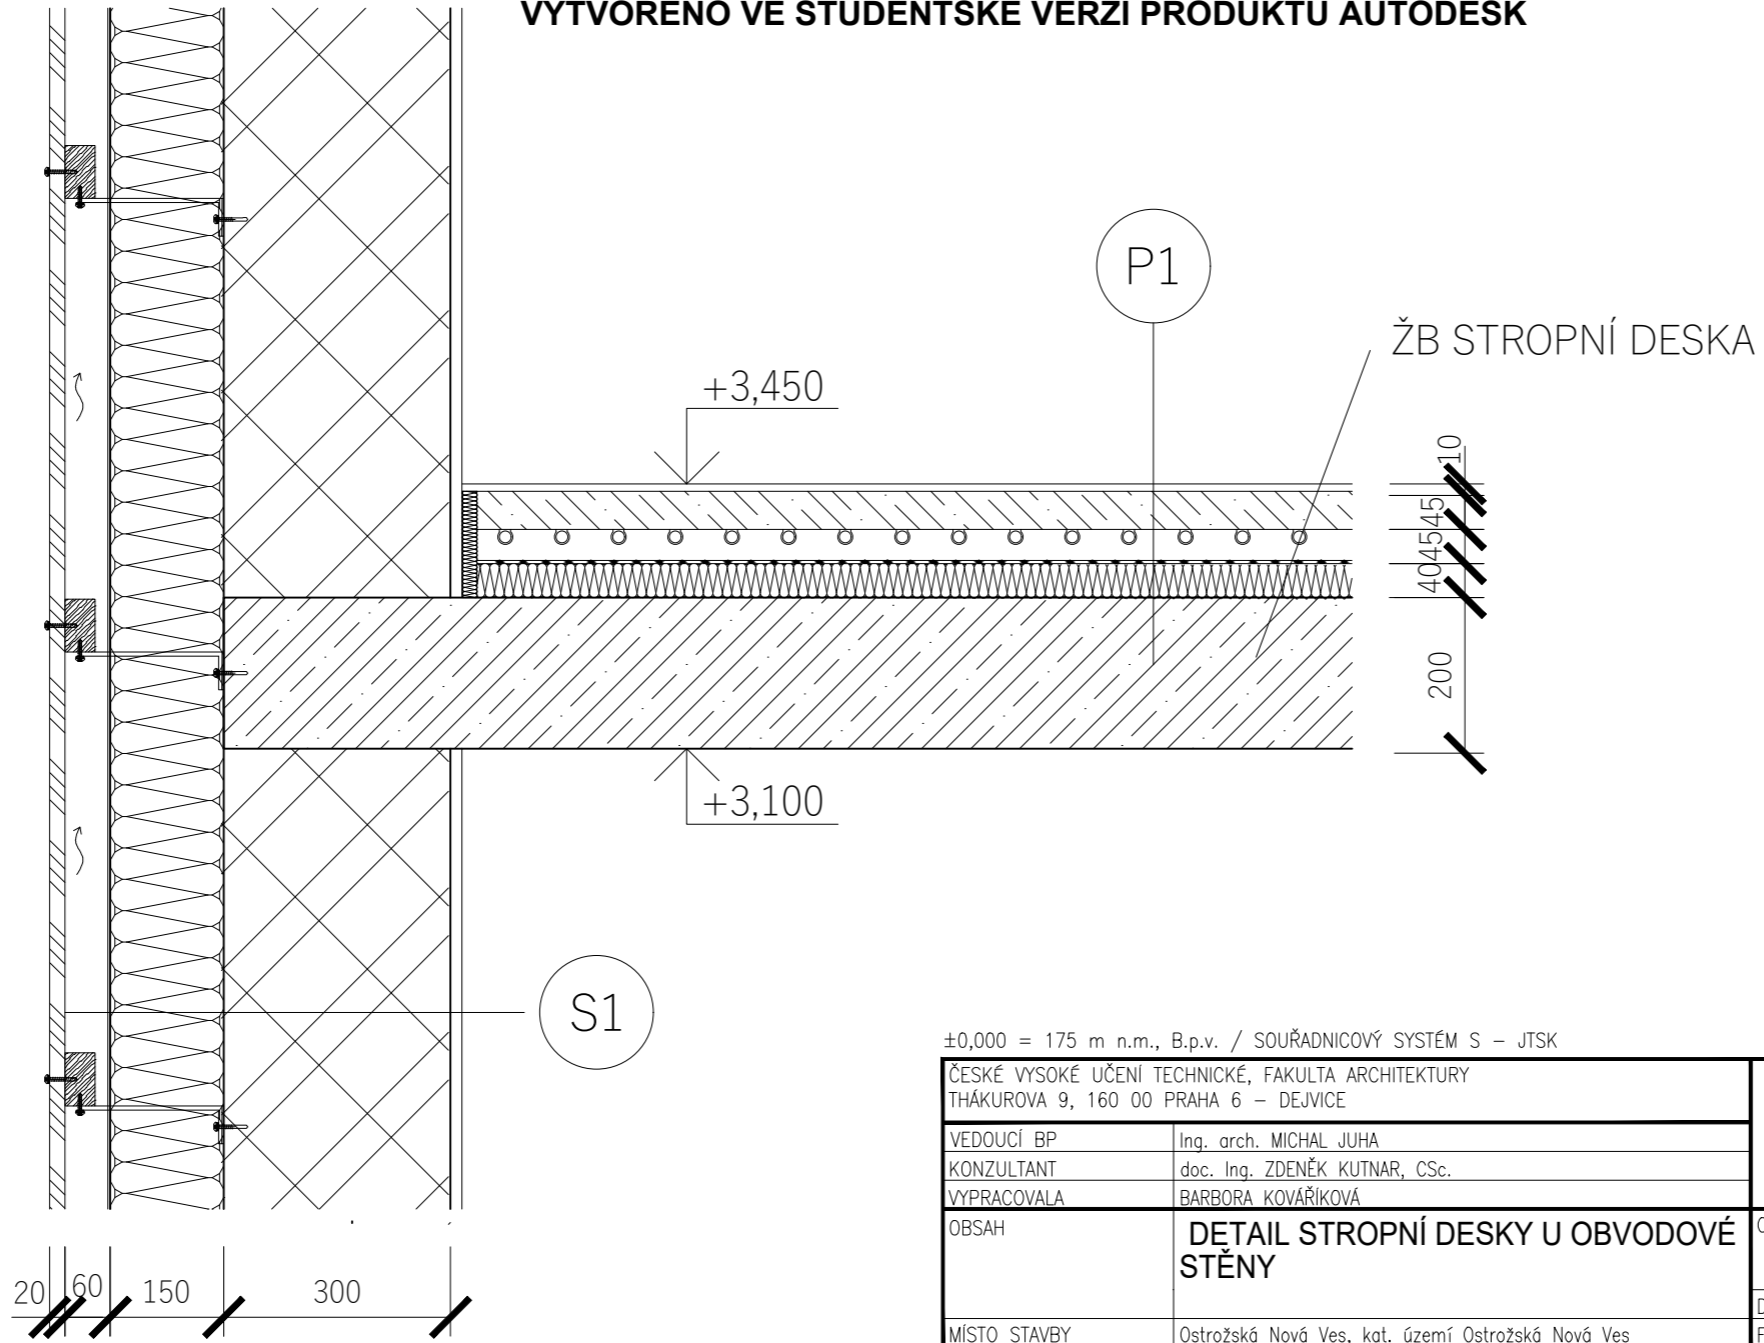 VYTVOŘENO VE STUDENTSKÉ VERZI PRODUKTU AUTODESK
P1
ŽB STROPNÍ DESKA
+3,450
10
45
45
40
200
+3,100
S1
20 60 150 300
±0,000 = 175 m n.m., B.p.v. / SOUŘADNICOVÝ SYSTÉM S – JTSK
ČESKÉ VYSOKÉ UČENÍ TECHNICKÉ, FAKULTA ARCHITEKTURY
THÁKUROVA 9, 160 00 PRAHA 6 – DEJVICE
VEDOUCÍ BP Ing. arch. MICHAL JUHA
KONZULTANT doc. Ing. ZDENĚK KUTNAR, CSc.
VYPRACOVALA BARBORA KOVÁŘÍKOVÁ
OBSAH DETAIL STROPNÍ DESKY U OBVODOVÉ
STĚNY
MÍSTO STAVBY Ostrožská Nová Ves, kat. území Ostrožská Nová Ves